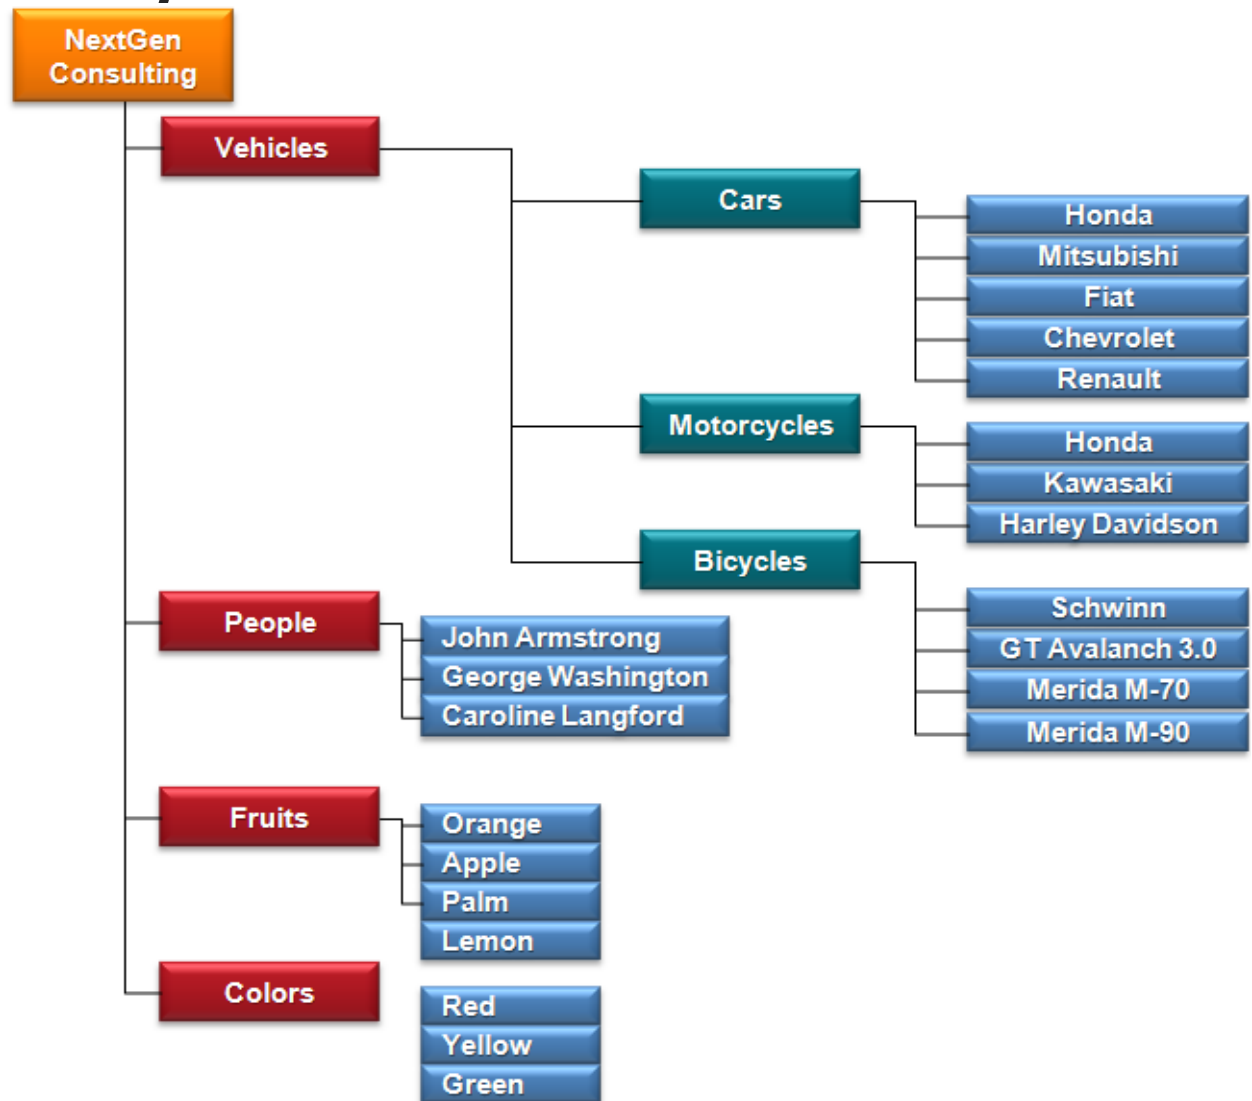 NextGen
Consulting
Vehicles
Cars
Honda
Mitsubishi
Fiat
Chevrolet
Renault
Motorcycles
Honda
Kawasaki
Harley Davidson
Bicycles
Schwinn
GT Avalanch 3.0
Merida M-70
Merida M-90
People
John Armstrong
George Washington
Caroline Langford
Fruits
Orange
Apple
Palm
Lemon
Colors
Red
Yellow
Green